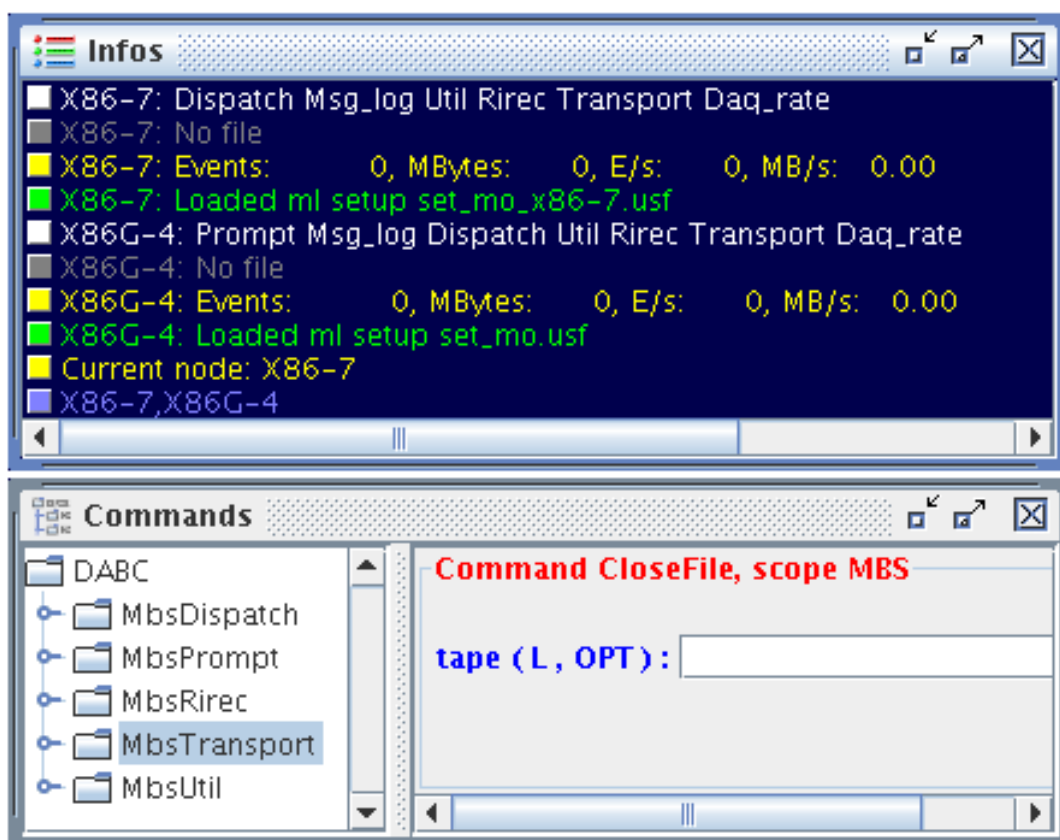 Infos
X86-7: Dispatch Msg_log Util Rirec Transport Daq_rate
X86-7: No file
X86-7: Events: 0, MBytes: 0, E/s: 0, MB/s: 0.00
X86-7: Loaded ml setup set_mo_x86-7.usf
X86G-4: Prompt Msg_log Dispatch Util Rirec Transport Daq_rate
X86G-4: No file
X86G-4: Events: 0, MBytes: 0, E/s: 0, MB/s: 0.00
X86G-4: Loaded ml setup set_mo.usf
Current node: X86-7
X86-7,X86G-4
Commands
DABC
MbsDispatch
MbsPrompt
MbsRirec
MbsTransport
MbsUtil
Command CloseFile, scope MBS
tape (L, OPT):